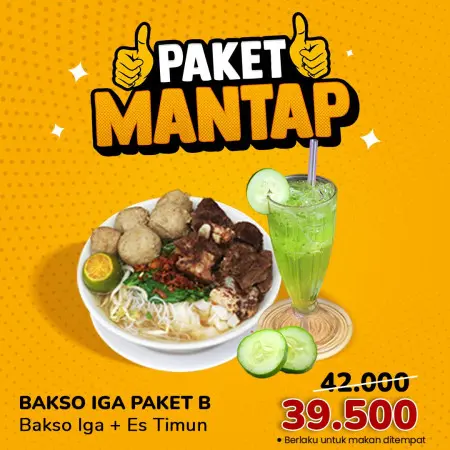 PAKET
MANTAP
BAKSO IGA PAKET B
Bakso Iga + Es Timun
42.000
39.500
• Berlaku untuk makan ditempat